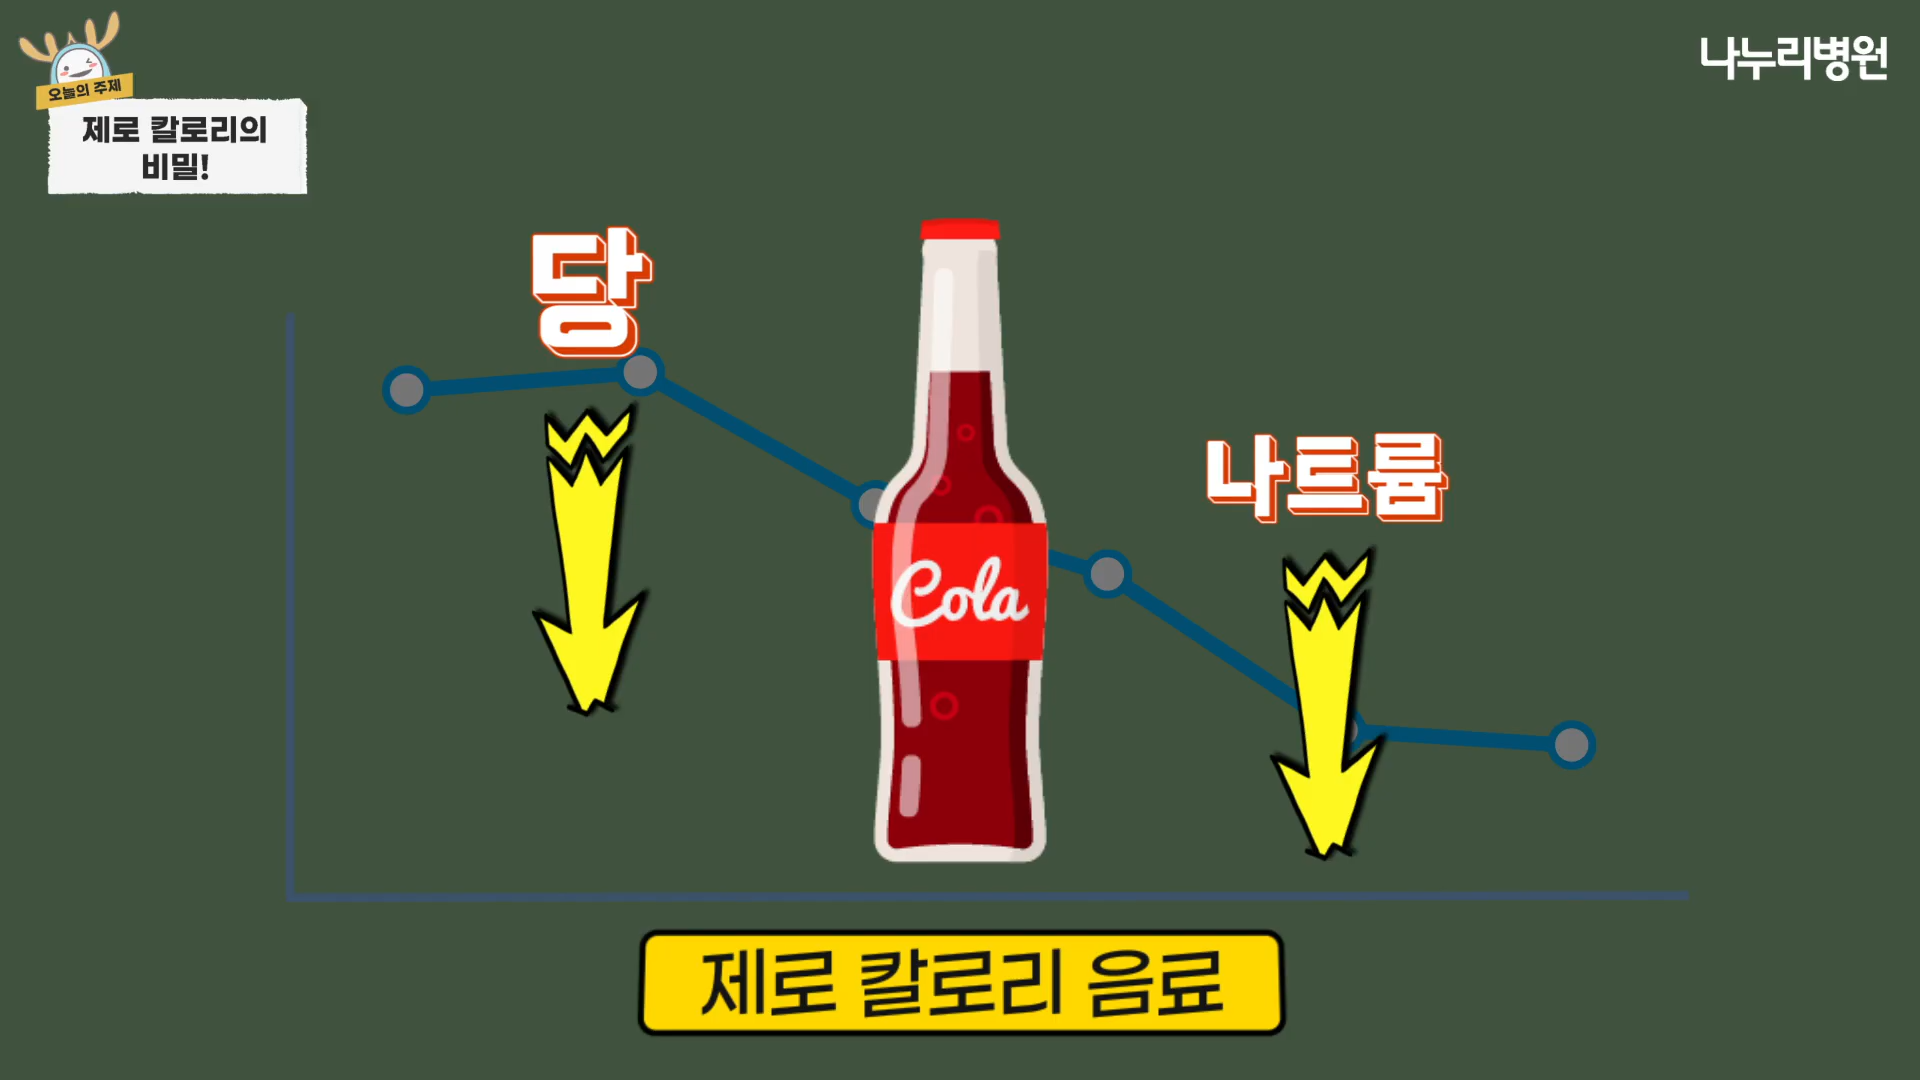 오늘의 주제
제로 칼로리의
비밀!
나누리병원
당
나트륨
Cola
제로 칼로리 음료